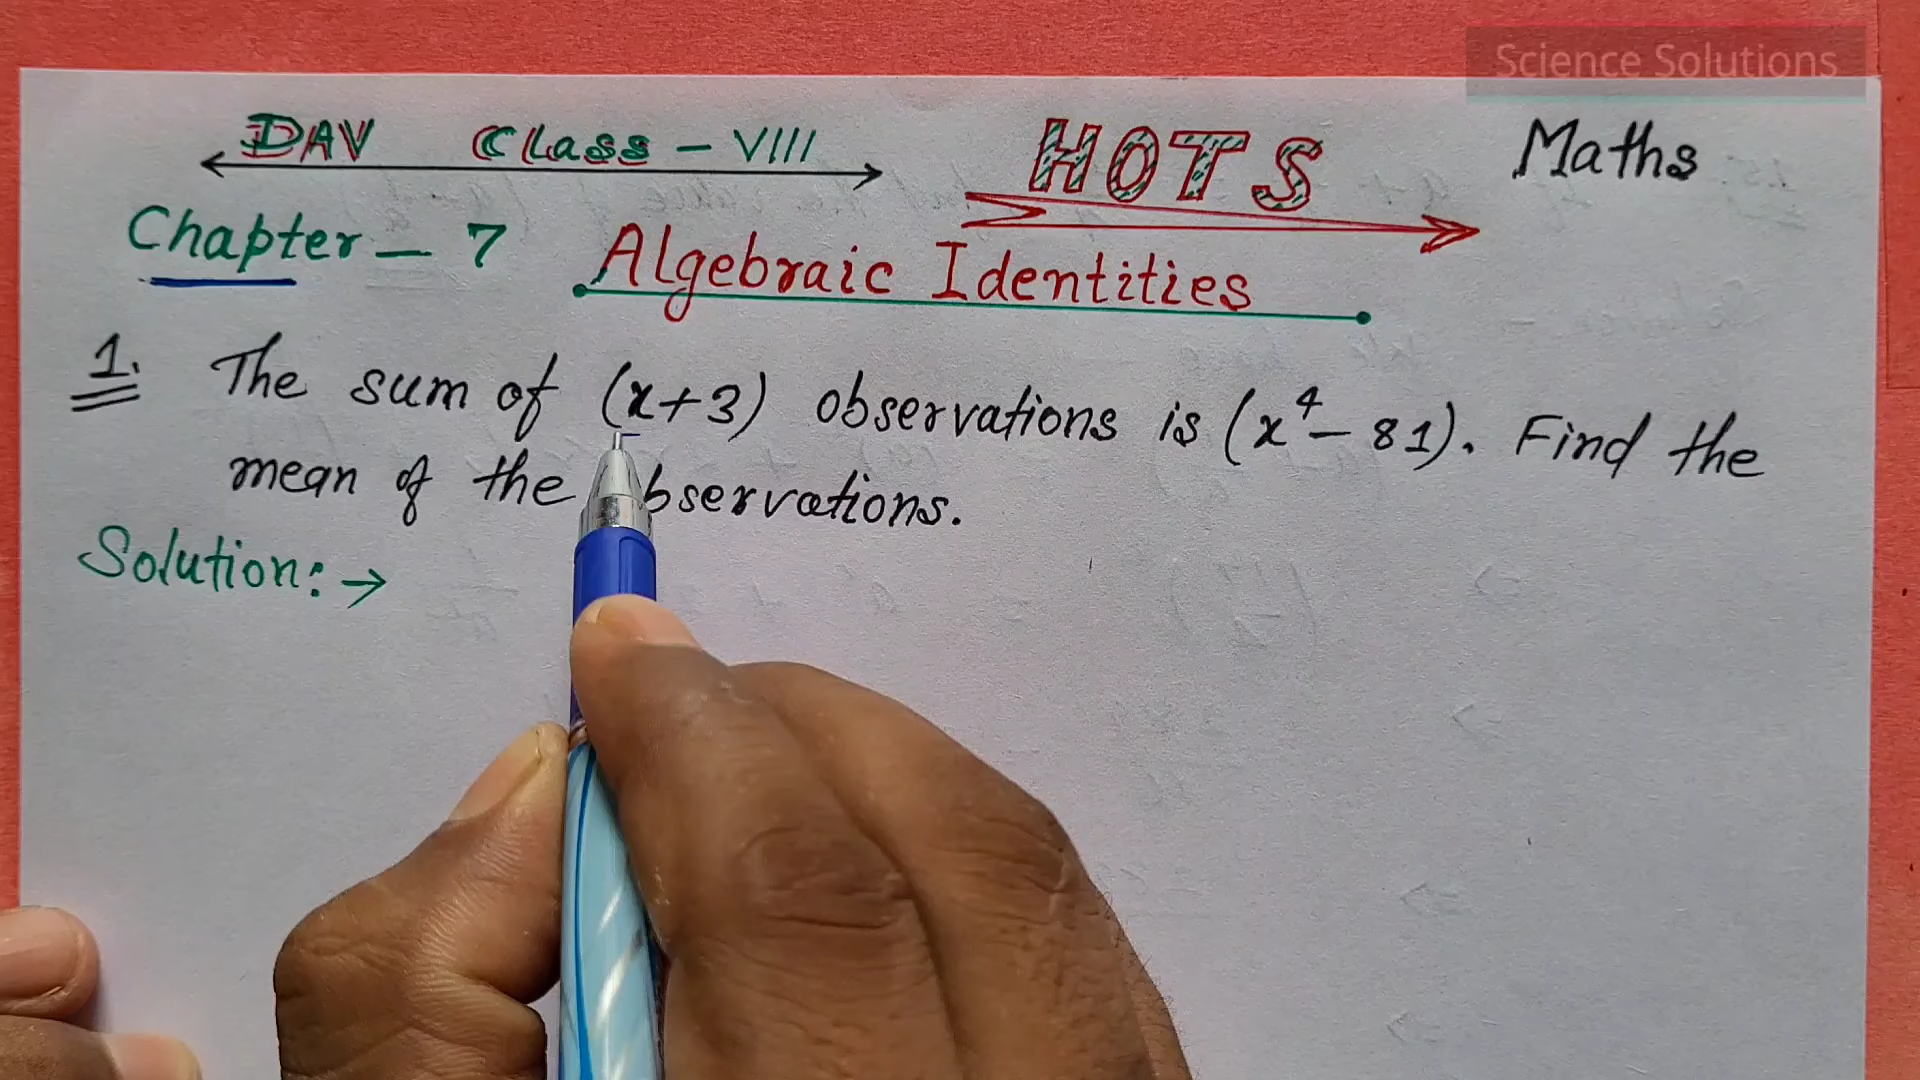 Science Solutions
DAV Class - VIII HOTS Maths
Chapter - 7 Algebraic Identities
1. The sum of (x+3) observations is (x⁴ - 81). Find the
mean of the observations.
Solution: →